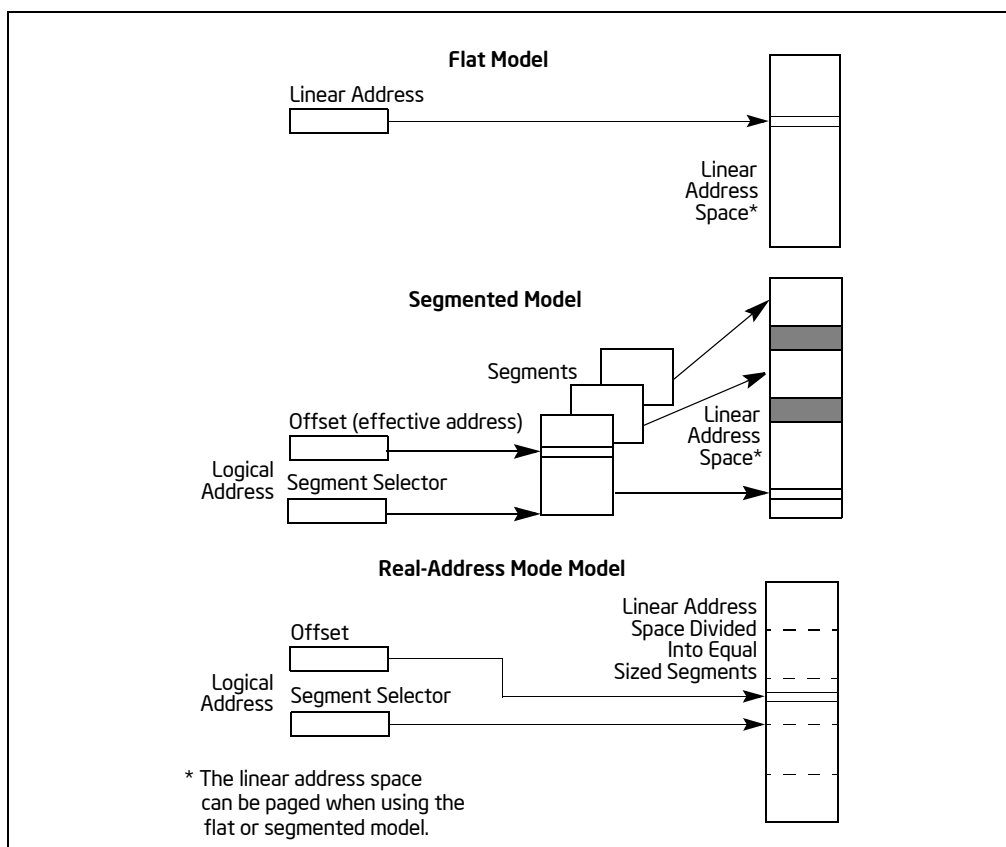 Flat Model
Linear Address
Linear
Address
Space*
Segmented Model
Segments
Offset (effective address)
Logical
Address
Segment Selector
Linear
Address
Space*
Real-Address Mode Model
Linear Address
Space Divided
Into Equal
Sized Segments
Offset
Logical
Address
Segment Selector
* The linear address space
can be paged when using the
flat or segmented model.